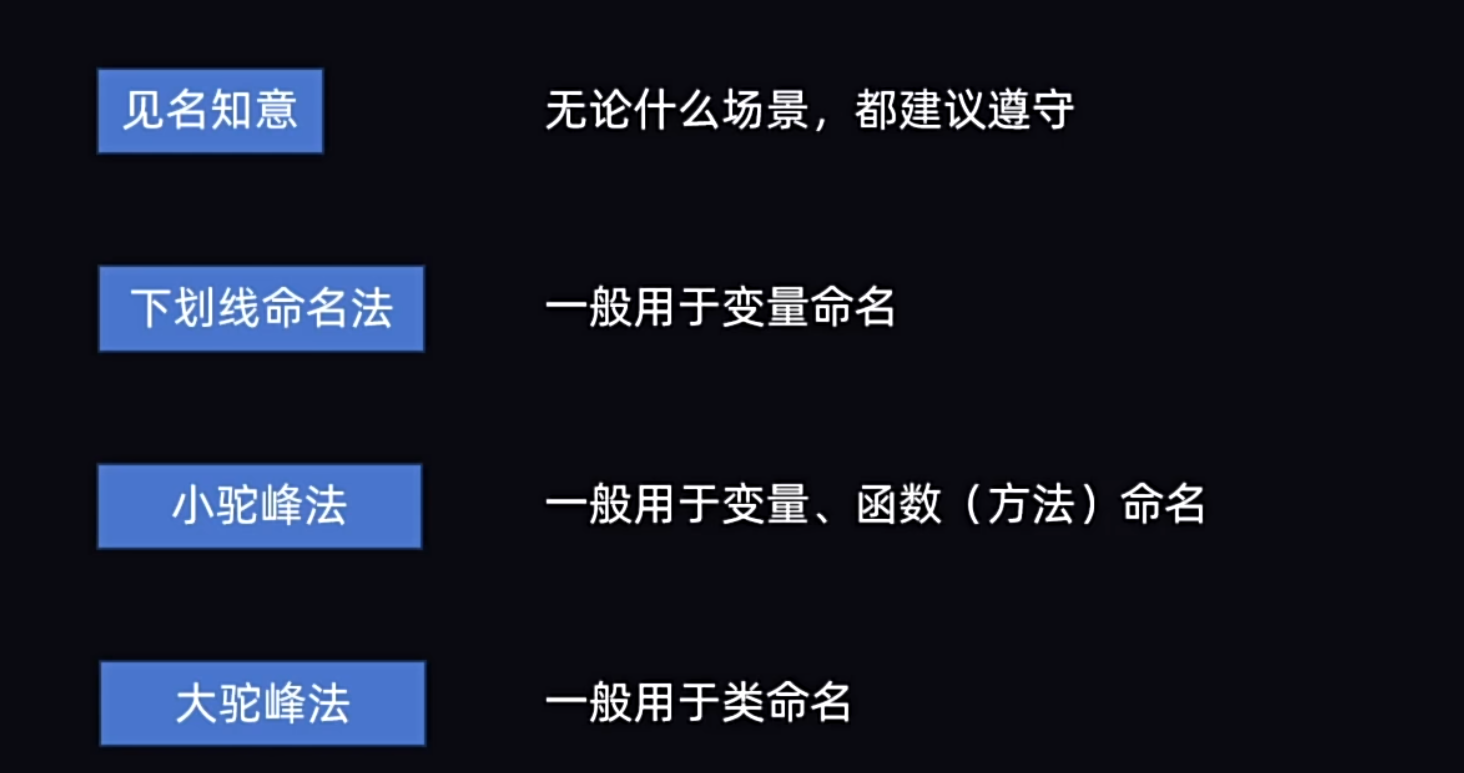 见名知意 无论什么场景，都建议遵守
下划线命名法 一般用于变量命名
小驼峰法 一般用于变量、函数（方法）命名
大驼峰法 一般用于类命名